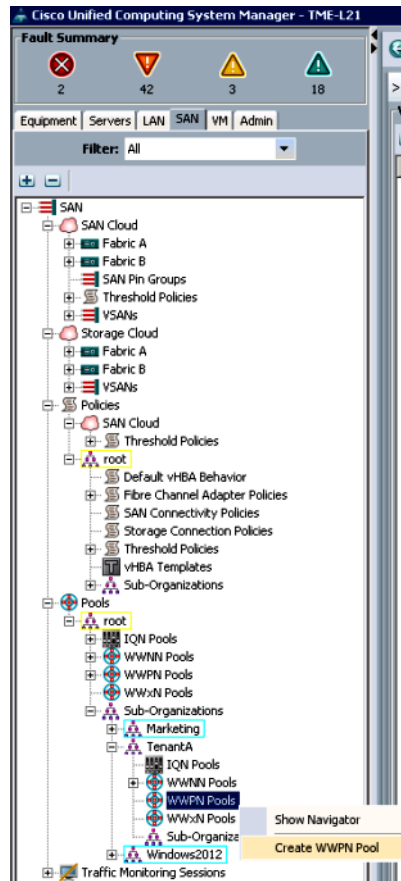 Cisco Unified Computing System Manager - TME-L21
Fault Summary
2 42 3 18
Equipment Servers LAN SAN VM Admin
Filter: All
SAN
SAN Cloud
Fabric A
Fabric B
SAN Pin Groups
Threshold Policies
VSANs
Storage Cloud
Fabric A
Fabric B
VSANs
Policies
SAN Cloud
Threshold Policies
root
Default vHBA Behavior
Fibre Channel Adapter Policies
SAN Connectivity Policies
Storage Connection Policies
Threshold Policies
vHBA Templates
Sub-Organizations
Pools
root
IQN Pools
WWNN Pools
WWPN Pools
WWxN Pools
Sub-Organizations
Marketing
TenantA
IQN Pools
WWNN Pools
WWPN Pools
WWxN Pools Show Navigator
Sub-Organiza
Create WWPN Pool
Windows2012
Traffic Monitoring Sessions